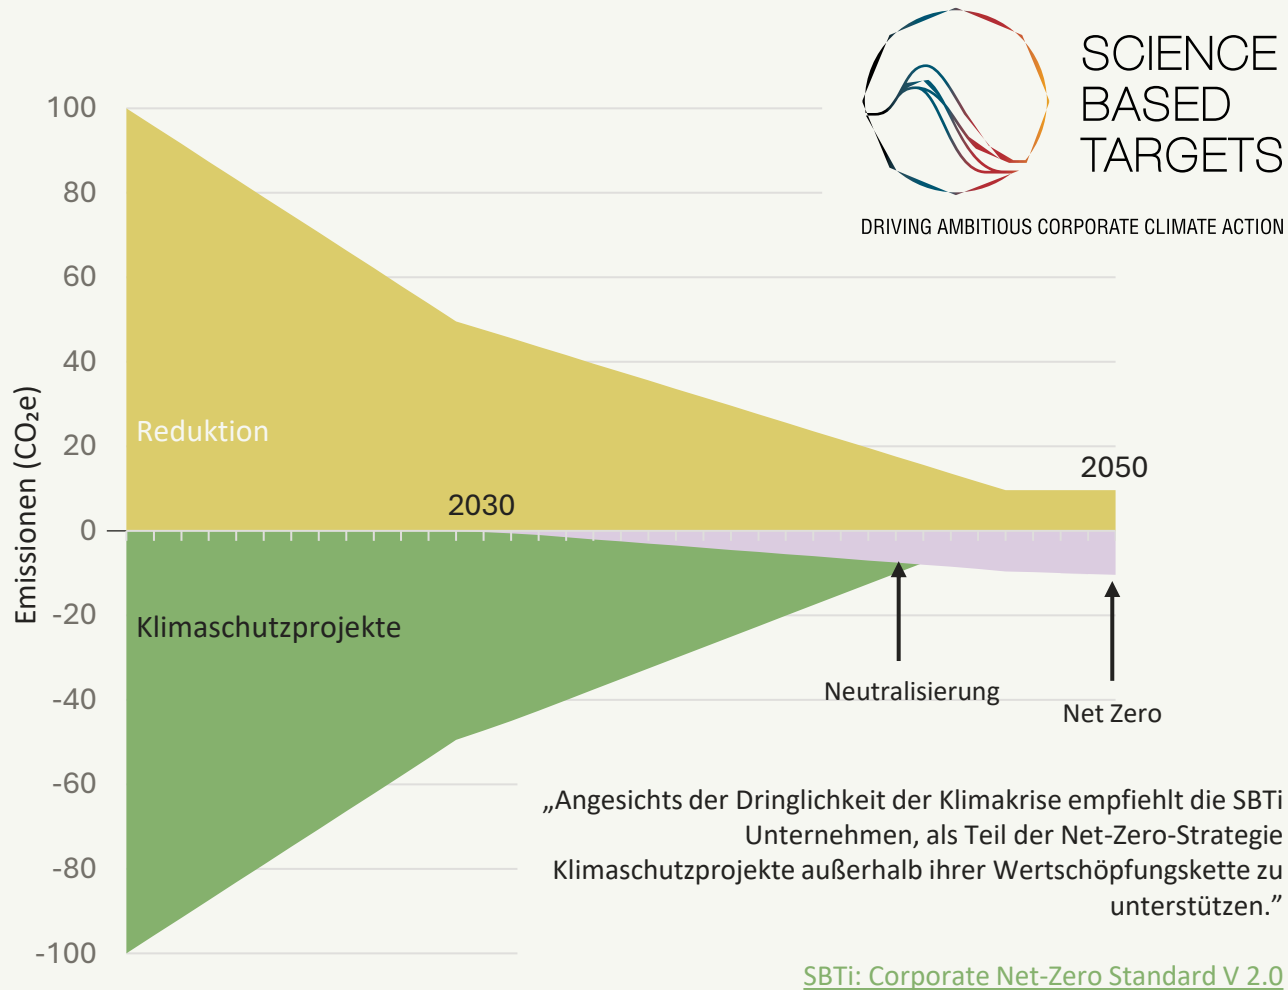 SCIENCE
BASED
TARGETS
DRIVING AMBITIOUS CORPORATE CLIMATE ACTION
100
80
60
40
20
0
-20
-40
-60
-80
-100
Emissionen (CO₂e)
Reduktion
2030
2050
Klimaschutzprojekte
Neutralisierung
Net Zero
„Angesichts der Dringlichkeit der Klimakrise empfiehlt die SBTi
Unternehmen, als Teil der Net-Zero-Strategie
Klimaschutzprojekte außerhalb ihrer Wertschöpfungskette zu
unterstützen.”
SBTi: Corporate Net-Zero Standard V 2.0